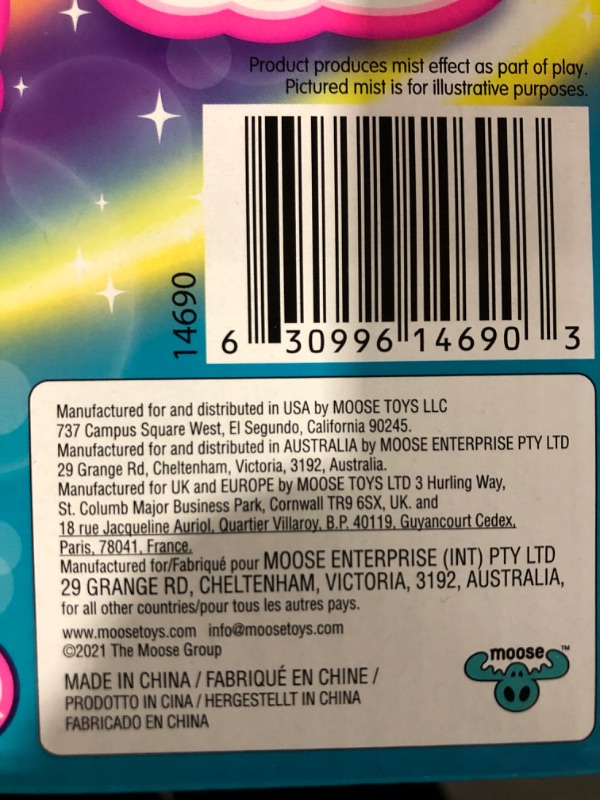 Product produces mist effect as part of play.
Pictured mist is for illustrative purposes.
14690
6 30996 14690 3
Manufactured for and distributed in USA by MOOSE TOYS LLC
737 Campus Square West, El Segundo, California 90245.
Manufactured for and distributed in AUSTRALIA by MOOSE ENTERPRISE PTY LTD
29 Grange Rd, Cheltenham, Victoria, 3192, Australia.
Manufactured for UK and EUROPE by MOOSE TOYS LTD 3 Hurling Way,
St. Columb Major Business Park, Cornwall TR9 6SX, UK. and
18 rue Jacqueline Auriol, Quartier Villaroy, B.P. 40119, Guyancourt Cedex,
Paris, 78041, France.
Manufactured for/Fabriqué pour MOOSE ENTERPRISE (INT) PTY LTD
29 GRANGE RD, CHELTENHAM, VICTORIA, 3192, AUSTRALIA,
for all other countries/pour tous les autres pays.
www.moosetoys.com info@moosetoys.com
©2021 The Moose Group
moose™
MADE IN CHINA / FABRIQUÉ EN CHINE /
PRODOTTO IN CINA / HERGESTELLT IN CHINA
FABRICADO EN CHINA